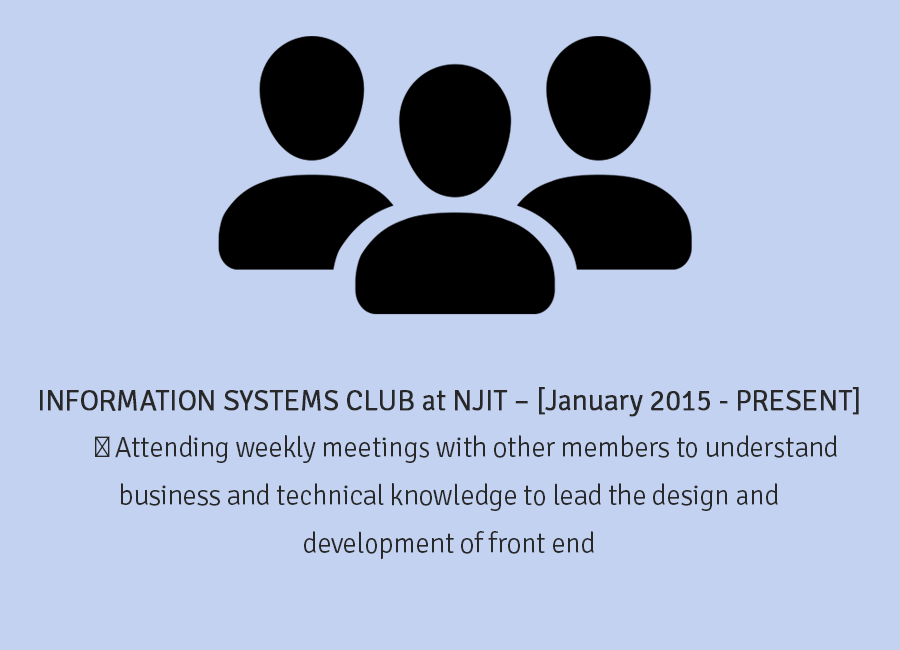 INFORMATION SYSTEMS CLUB at NJIT – [January 2015 - PRESENT]
Attending weekly meetings with other members to understand
business and technical knowledge to lead the design and
development of front end